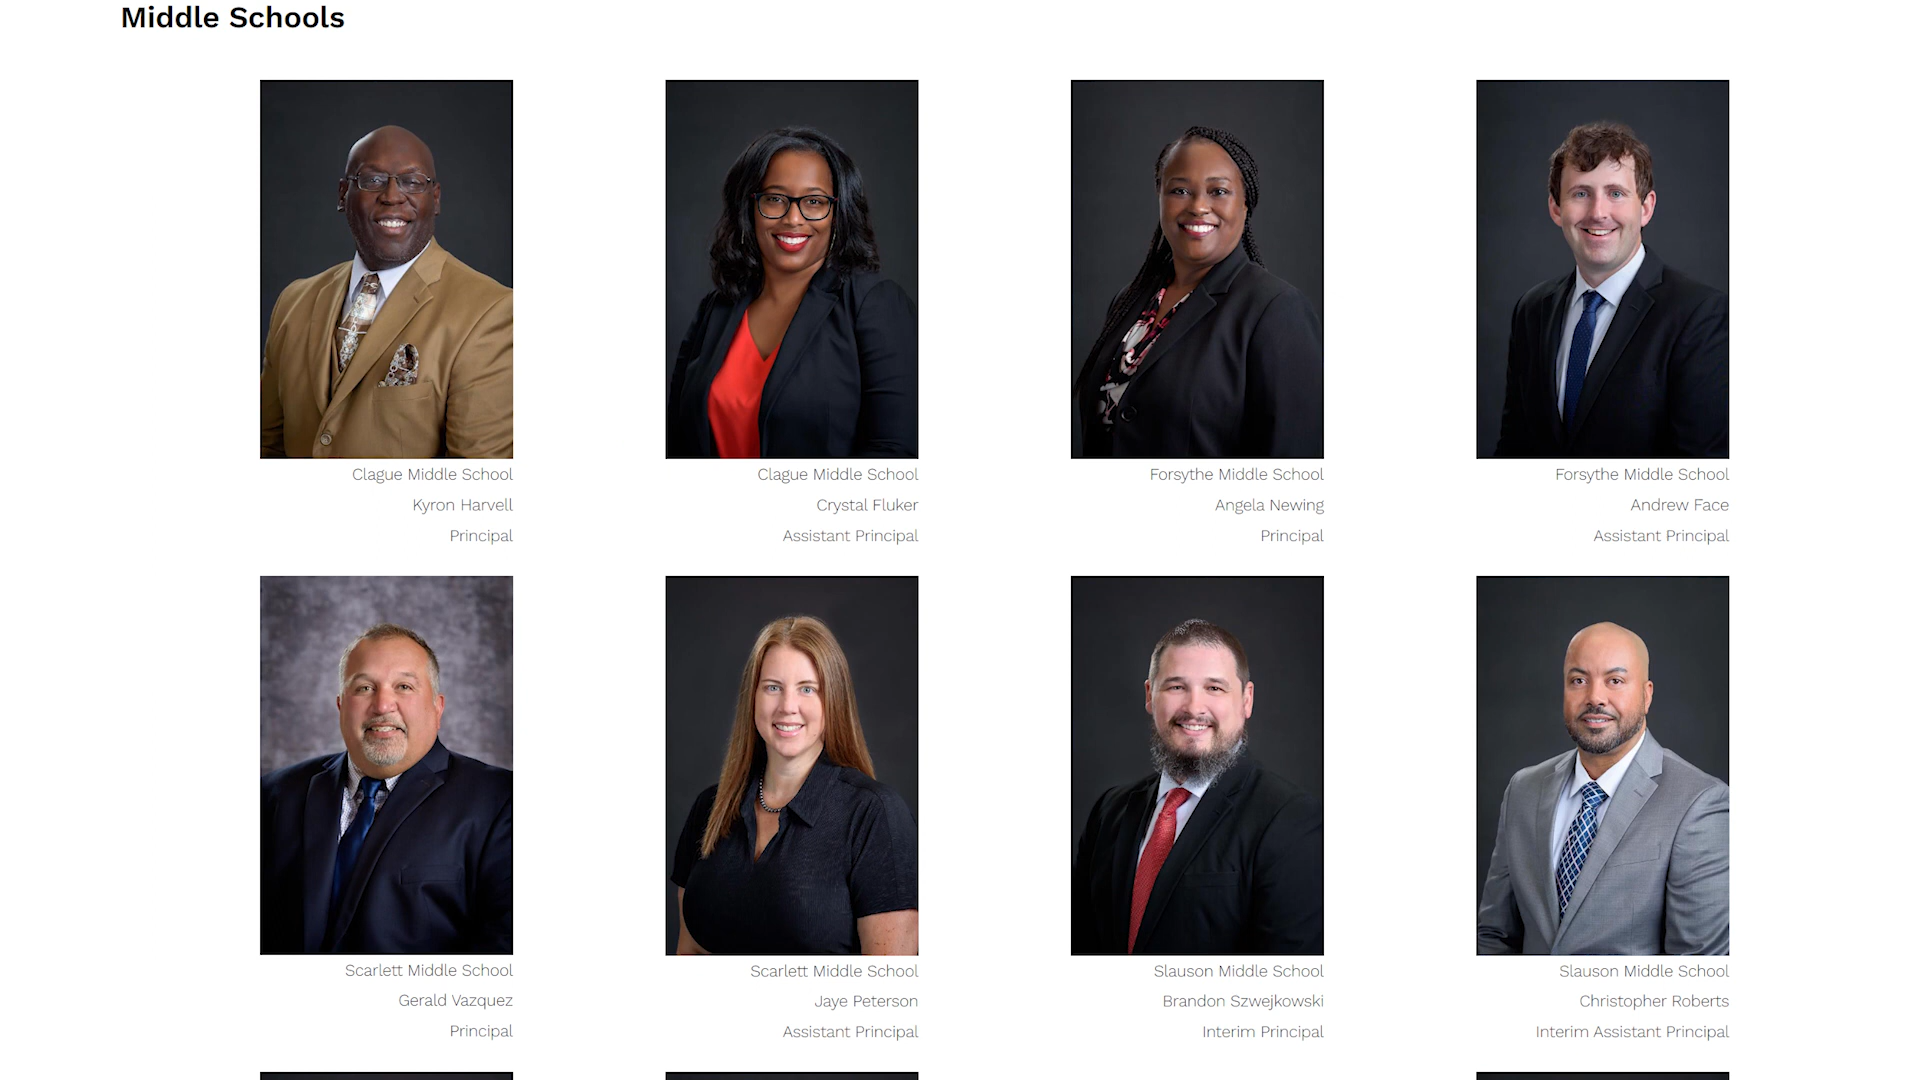 Middle Schools
Clague Middle School
Kyron Harvell
Principal
Clague Middle School
Crystal Fluker
Assistant Principal
Forsythe Middle School
Angela Newing
Principal
Forsythe Middle School
Andrew Face
Assistant Principal
Scarlett Middle School
Gerald Vazquez
Principal
Scarlett Middle School
Jaye Peterson
Assistant Principal
Slauson Middle School
Brandon Szwejkowski
Interim Principal
Slauson Middle School
Christopher Roberts
Interim Assistant Principal